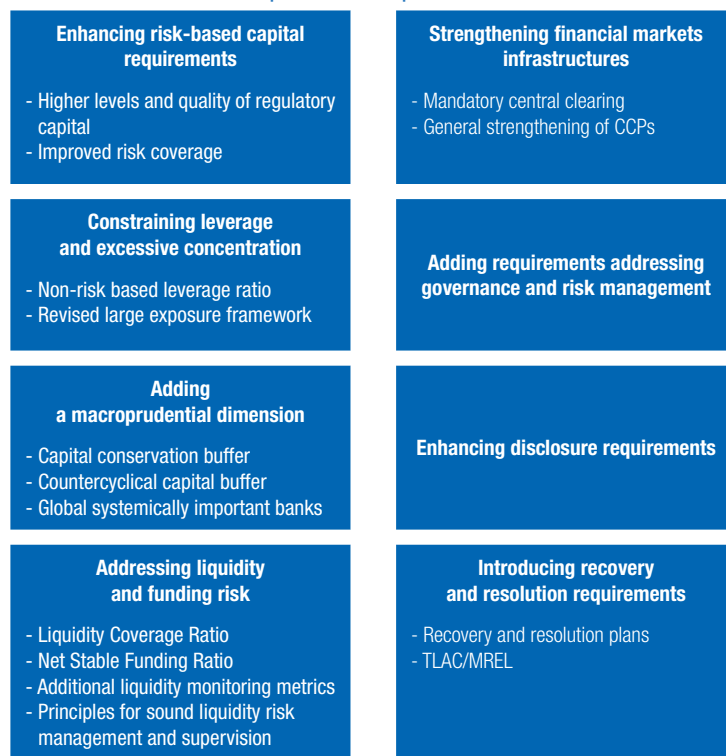 Enhancing risk-based capital
requirements
- Higher levels and quality of regulatory
capital
- Improved risk coverage
Strengthening financial markets
infrastructures
- Mandatory central clearing
- General strengthening of CCPs
Constraining leverage
and excessive concentration
- Non-risk based leverage ratio
- Revised large exposure framework
Adding requirements addressing
governance and risk management
Adding
a macroprudential dimension
- Capital conservation buffer
- Countercyclical capital buffer
- Global systemically important banks
Enhancing disclosure requirements
Addressing liquidity
and funding risk
- Liquidity Coverage Ratio
- Net Stable Funding Ratio
- Additional liquidity monitoring metrics
- Principles for sound liquidity risk
management and supervision
Introducing recovery
and resolution requirements
- Recovery and resolution plans
- TLAC/MREL